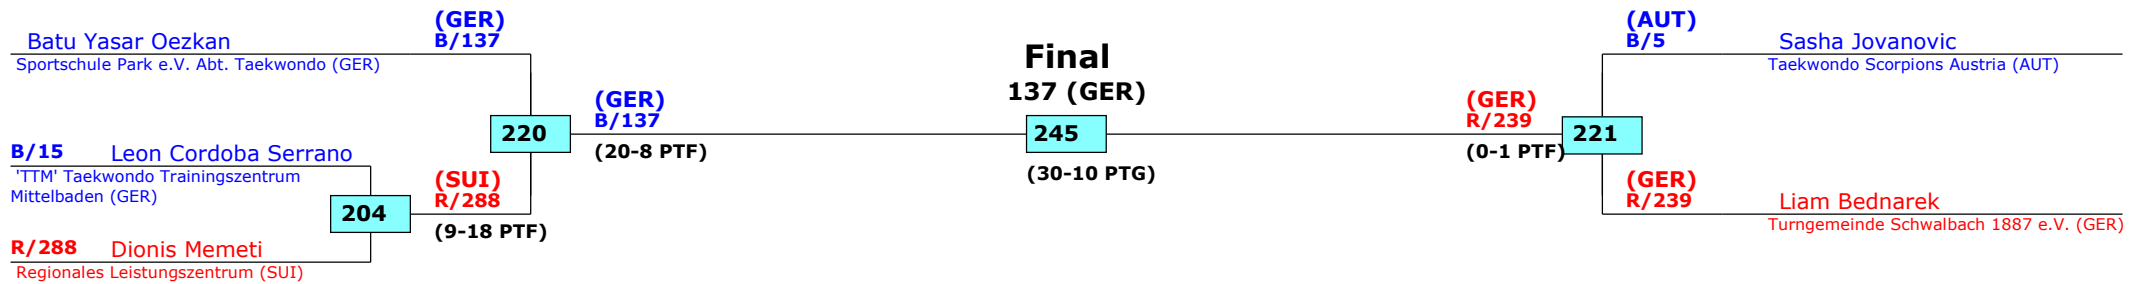 (GER)
B/137
Batu Yasar Oezkan
Sportschule Park e.V. Abt. Taekwondo (GER)
B/15 Leon Cordoba Serrano
'TTM' Taekwondo Trainingszentrum
Mittelbaden (GER)
204
R/288 Dionis Memeti
Regionales Leistungszentrum (SUI)
(SUI)
R/288
(9-18 PTF)
220
(GER)
B/137
(20-8 PTF)
Final
137 (GER)
245
(30-10 PTG)
(GER)
R/239
(0-1 PTF)
221
(AUT)
B/5
Sasha Jovanovic
Taekwondo Scorpions Austria (AUT)
(GER)
R/239
Liam Bednarek
Turngemeinde Schwalbach 1887 e.V. (GER)